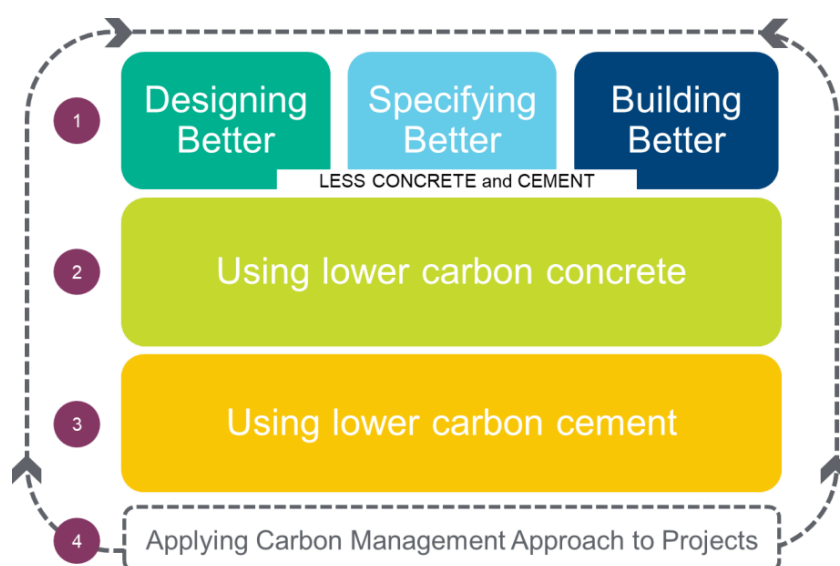 1
Designing
Better
Specifying
Better
Building
Better
LESS CONCRETE and CEMENT
2
Using lower carbon concrete
3
Using lower carbon cement
4
Applying Carbon Management Approach to Projects